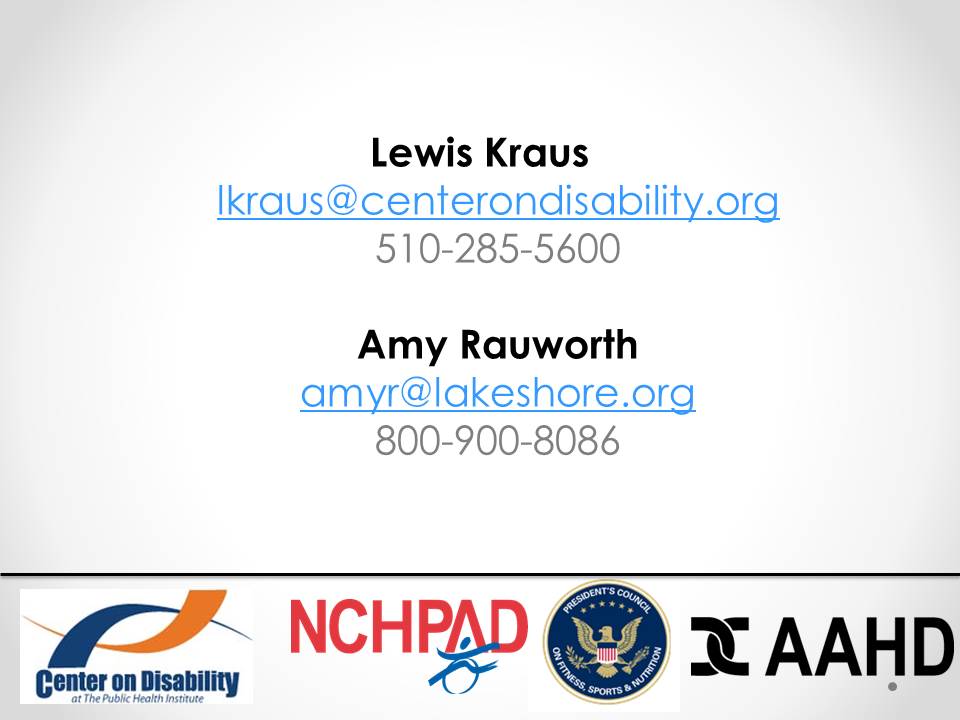 Lewis Kraus
lkraus@centerondisability.org
510-285-5600
Amy Rauworth
amyr@lakeshore.org
800-900-8086
Center on Disability
at The Public Health Institute
NCHPAD
PRESIDENT'S COUNCIL
ON FITNESS, SPORTS & NUTRITION
AAHD